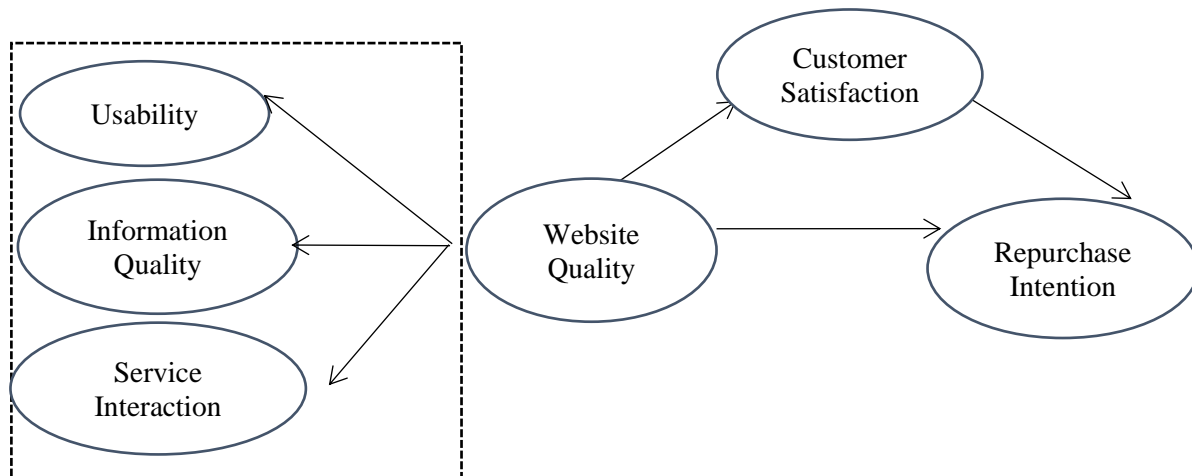 Usability
Information
Quality
Service
Interaction
Website
Quality
Customer
Satisfaction
Repurchase
Intention